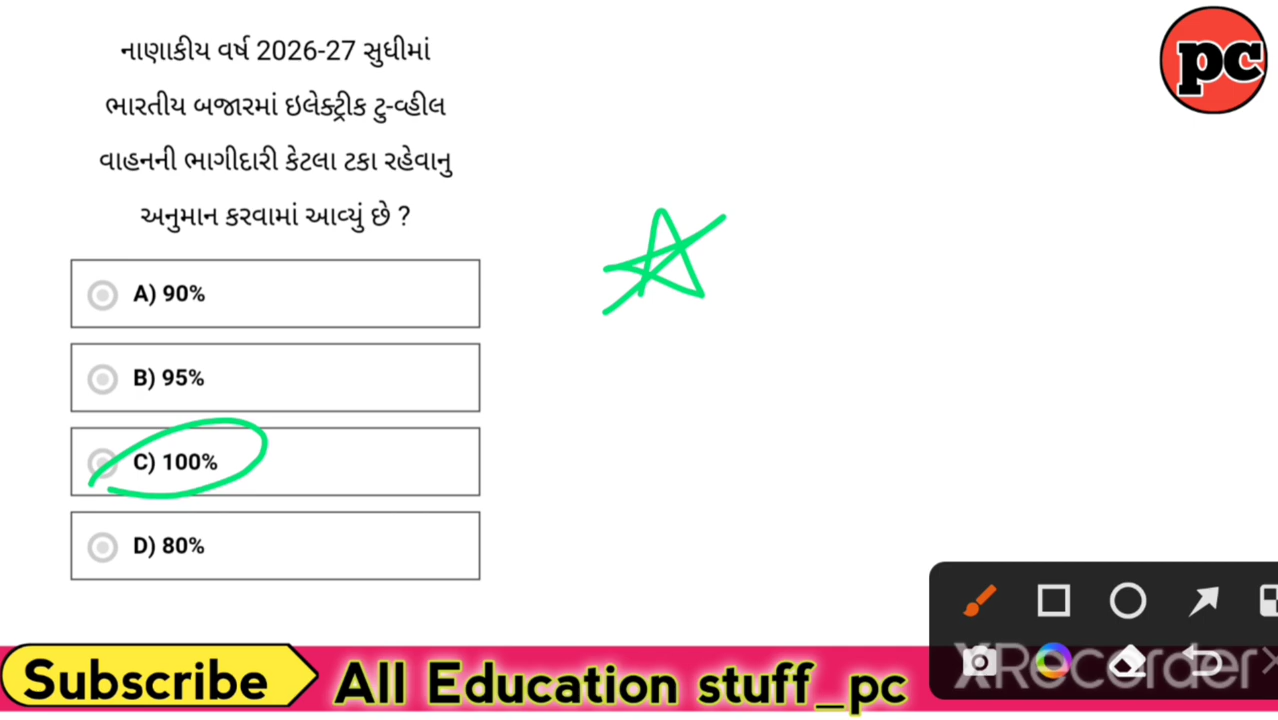 pc
નાણાકીય વર્ષ 2026-27 સુધીમાં
ભારતીય બજારમાં ઇલેક્ટ્રીક ટુ-વ્હીલ
વાહનની ભાગીદારી કેટલા ટકા રહેવાનુ
અનુમાન કરવામાં આવ્યું છે ?
A) 90%
B) 95%
C) 100%
D) 80%
XRecorder
Subscribe All Education stuff_pc